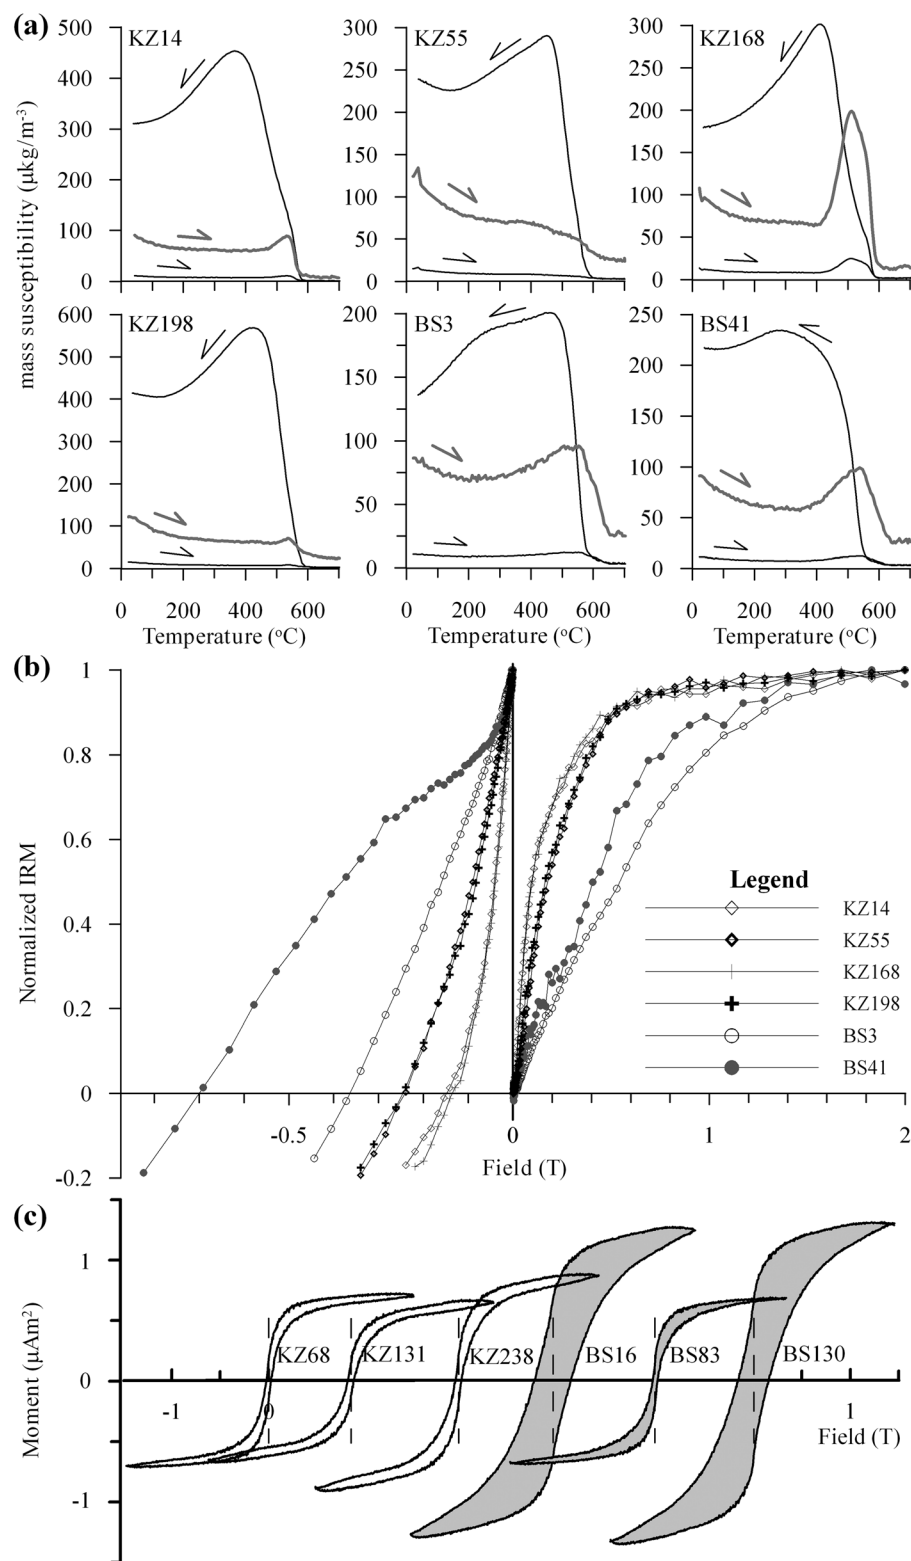 (a)
mass susceptibility (μkg/m-3)
KZ14
500
400
300
200
100
0
KZ55
300
250
200
150
100
50
0
KZ168
300
250
200
150
100
50
0
KZ198
600
500
400
300
200
100
0
BS3
200
150
100
50
0
BS41
250
200
150
100
50
0
0 200 400 600
0 200 400 600
0 200 400 600
Temperature (oC)
Temperature (oC)
Temperature (oC)
(b)
Normalized IRM
1
0.8
0.6
0.4
0.2
0
-0.2
-0.5 0 1 2
Field (T)
Legend
KZ14
KZ55
KZ168
KZ198
BS3
BS41
(c)
Moment (μAm2)
1
0
-1
KZ68 KZ131 KZ238 BS16 BS83 BS130
-1 0 1
Field (T)